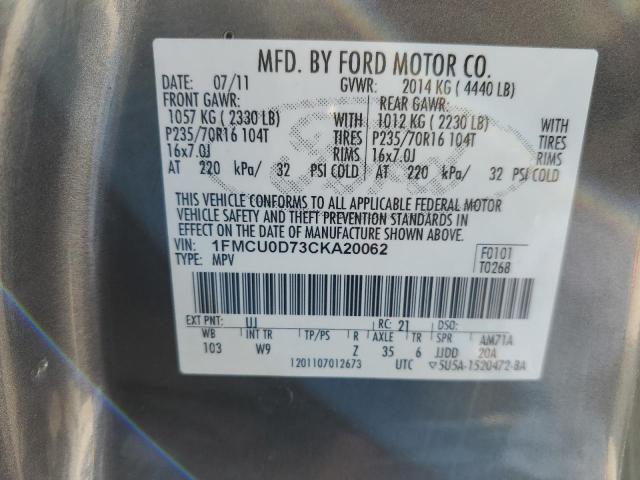 MFD. BY FORD MOTOR CO.
DATE: 07/11 GVWR: 2014 KG ( 4440 LB)
FRONT GAWR: REAR GAWR:
1057 KG ( 2330 LB) WITH 1012 KG ( 2230 LB) WITH
P235/70R16 104T TIRES P235/70R16 104T TIRES
16x7.0J RIMS 16x7.0J RIMS
AT 220 kPa/ 32 PSI COLD AT 220 kPa/ 32 PSI COLD
THIS VEHICLE CONFORMS TO ALL APPLICABLE FEDERAL MOTOR
VEHICLE SAFETY AND THEFT PREVENTION STANDARDS IN
EFFECT ON THE DATE OF MANUFACTURE SHOWN ABOVE.
VIN: 1FMCU0D73CKA20062 F0101
TYPE: MPV T0268
EXT PNT: UJ RC: 21 DSO:
WB INT TR TP/PS R AXLE TR SPR AM71A
103 W9 Z 35 6 JJDD 20A
1201107012673 UTC ▽5U5A-1520472-BA
Ford